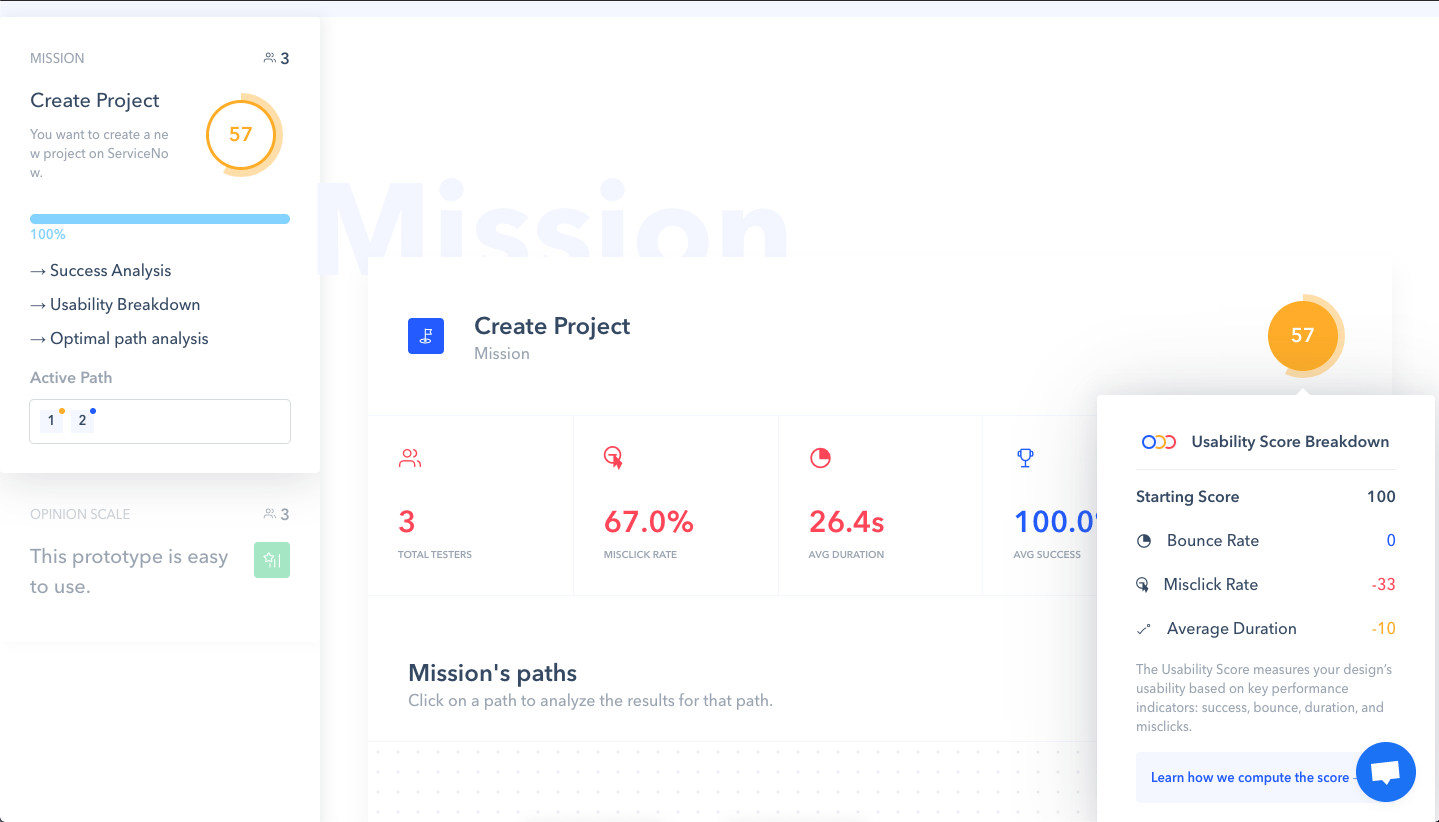 MISSION
3
Create Project
You want to create a ne
w project on ServiceNo
w.
57
100%
→ Success Analysis
→ Usability Breakdown
→ Optimal path analysis
Active Path
1 2
OPINION SCALE
3
This prototype is easy
to use.
Mission
Create Project
Mission
57
3
TOTAL TESTERS
67.0%
MISCLICK RATE
26.4s
AVG DURATION
100.0
AVG SUCCESS
Mission's paths
Click on a path to analyze the results for that path.
Usability Score Breakdown
Starting Score 100
Bounce Rate 0
Misclick Rate -33
Average Duration -10
The Usability Score measures your design's
usability based on key performance
indicators: success, bounce, duration, and
misclicks.
Learn how we compute the score